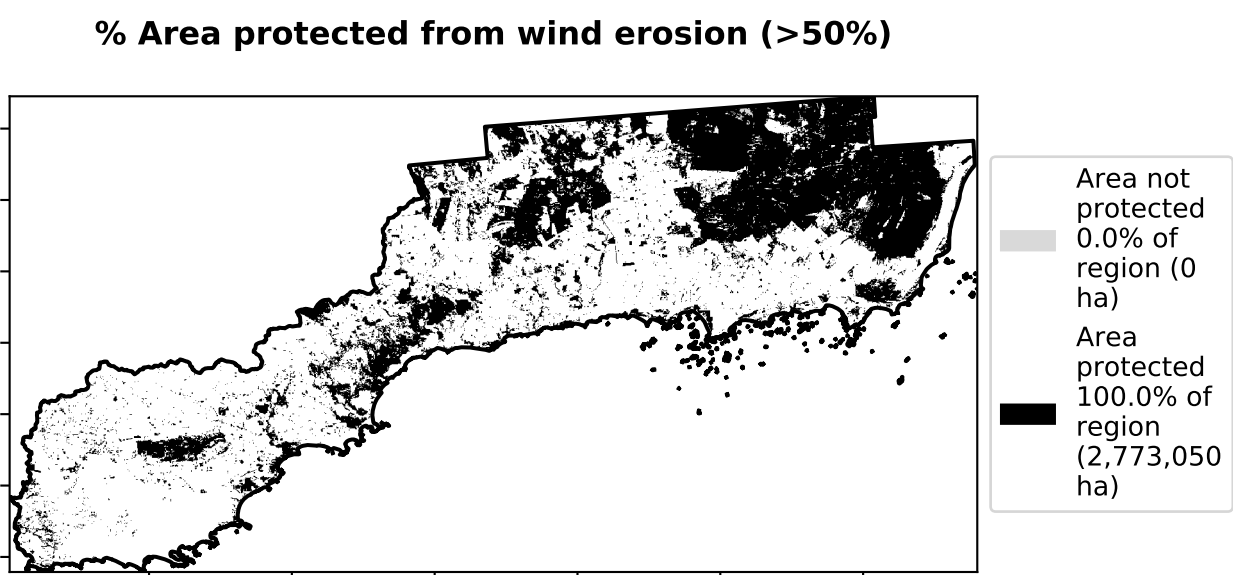 % Area protected from wind erosion (>50%)
Area not
protected
0.0% of
region (0
ha)
Area
protected
100.0% of
region
(2,773,050
ha)